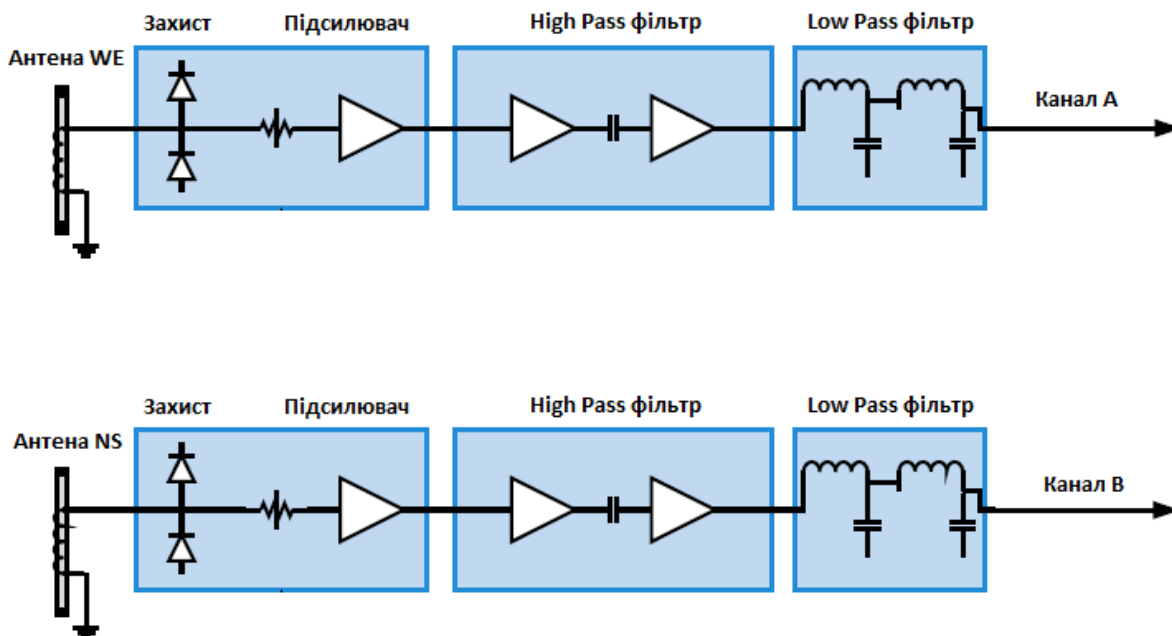 Захист Підсилювач High Pass фільтр Low Pass фільтр
Антена WE
Канал А
Захист Підсилювач High Pass фільтр Low Pass фільтр
Антена NS
Канал В